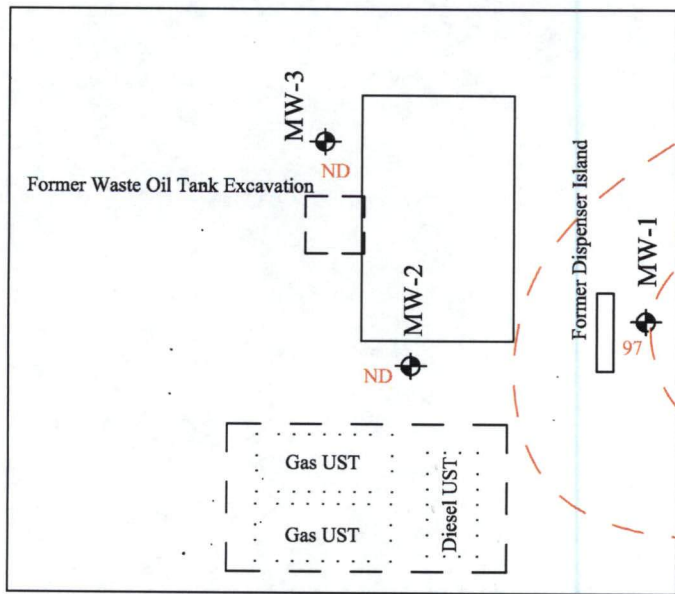 MW-3
ND
Former Waste Oil Tank Excavation
Former Dispenser Island
MW-1
97
MW-2
ND
Gas UST
Diesel UST
Gas UST